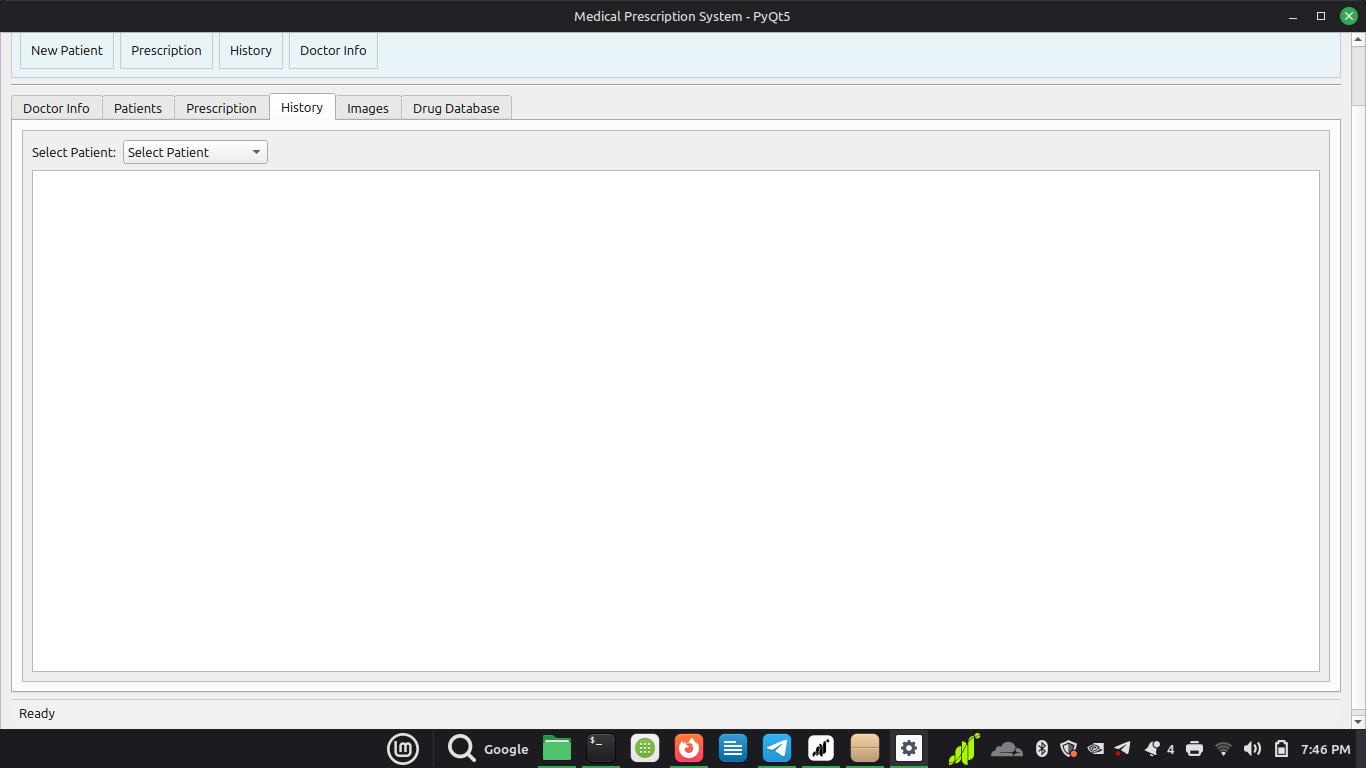 Medical Prescription System - PyQt5
New Patient Prescription History Doctor Info
Doctor Info Patients Prescription History Images Drug Database
Select Patient: Select Patient
Ready
lm Google $_ 4 7:46 PM